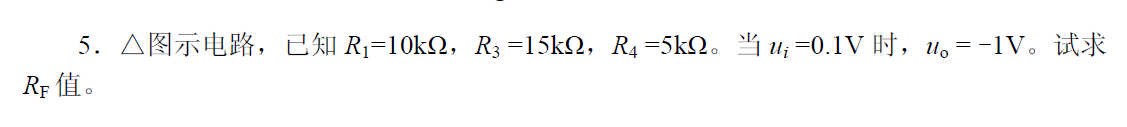 5．△图示电路，已知 R₁=10kΩ，R₃ =15kΩ，R₄ =5kΩ。当 uᵢ =0.1V 时，uₒ = −1V。试求
R_F 值。